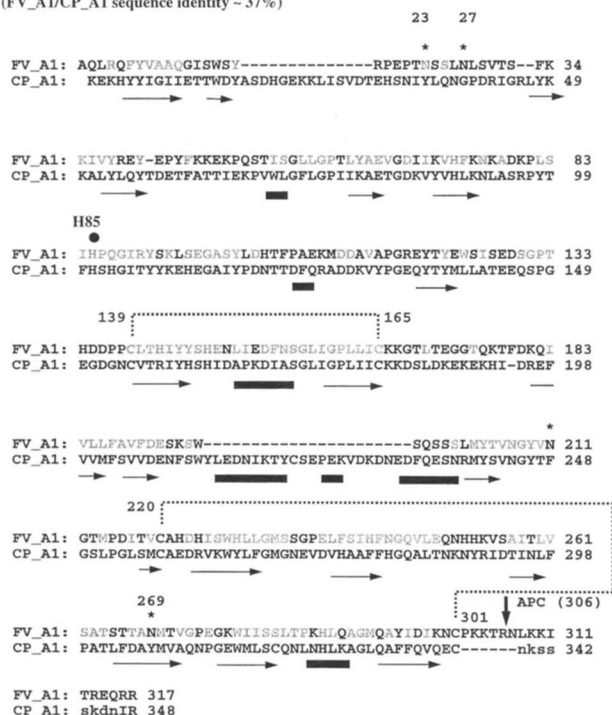 (FV_A1/CP_A1 sequence identity ~ 37%)
23 27
* *
FV_A1: AQLRQFYVAAQGISWSY---------------RPEPTNSSLNLSVTS--FK 34
CP_A1: KEKHYYIGIIETTWDYASDHGEKKLISVDTEHSNIYLQNGPDRIGRLYK 49
FV_A1: KIVYREY-EPYFKKEKPQSTISGLLGPTLYAEVGDIIKVHFKNKADKPLS 83
CP_A1: KALYLQYTDETFATTIEKPVWLGFLGPIIKAETGDKVYVHLKNLASRPYT 99
H85
FV_A1: IHPQGIRYSKLSEGASYLDHTFPAEKMDDAVAPGREYTYEWSISEDSGPT 133
CP_A1: FHSHGITYYKEHEGAIYPDNTTDFQRADDKVYPGEQYTYMLLATEEQSPG 149
139 165
FV_A1: HDDPPCLTHIYYSHENLIEDFNSGLIGPLLICKKGTLTEGGTQKTFDKQI 183
CP_A1: EGDGNCVTRIYHSHIDAPKDIASGLIGPLIICKKDSLDKEKEKHI-DREF 198
*
FV_A1: VLLFAVFDESKSW--------------------SQSSSLMYTVNGYVN 211
CP_A1: VVMFSVVDENFSWYLEDNIKTYCSEPEKVDKDNEDFQESNRMYSVNGYTF 248
220
FV_A1: GTMPDITVCAHDHISWHLLGMSSGPELFSIHFNGQVLEQNHHKVSAITLV 261
CP_A1: GSLPGLSMCAEDRVKWYLFGMGNEVDVHAAFFHGQALTNKNYRIDTINLF 298
269 301 APC (306)
*
FV_A1: SATSTTANMTVGPEGKWIISSLTPKHLQAGMQAYIDIKNCPKKTRNLKKI 311
CP_A1: PATLFDAYMVAQNPGEWMLSCQNLNHLKAGLQAFFQVQEC------nkss 342
FV_A1: TREQRR 317
CP_A1: skdnIR 348